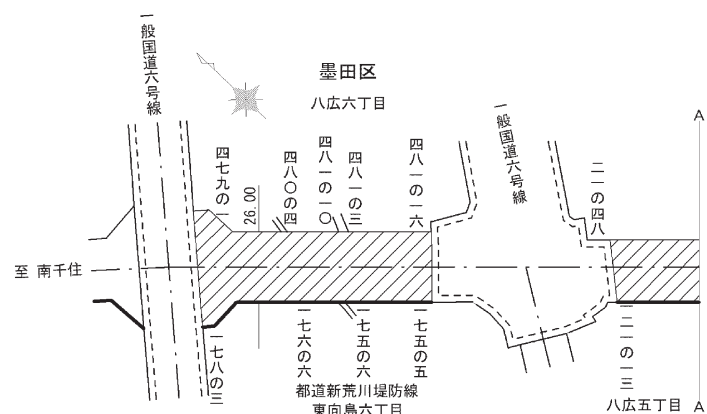 一般国道六号線
墨田区
八広六丁目
一般国道六号線
A
四七九の一
26.00
四八〇の四
四八一の一〇
四八一の三
四八一の一六
二一の四八
至 南千住
一七八の三
一七六の六
一七五の六
一七五の五
一二一の一三
都道新荒川堤防線
東向島六丁目
八広五丁目
A